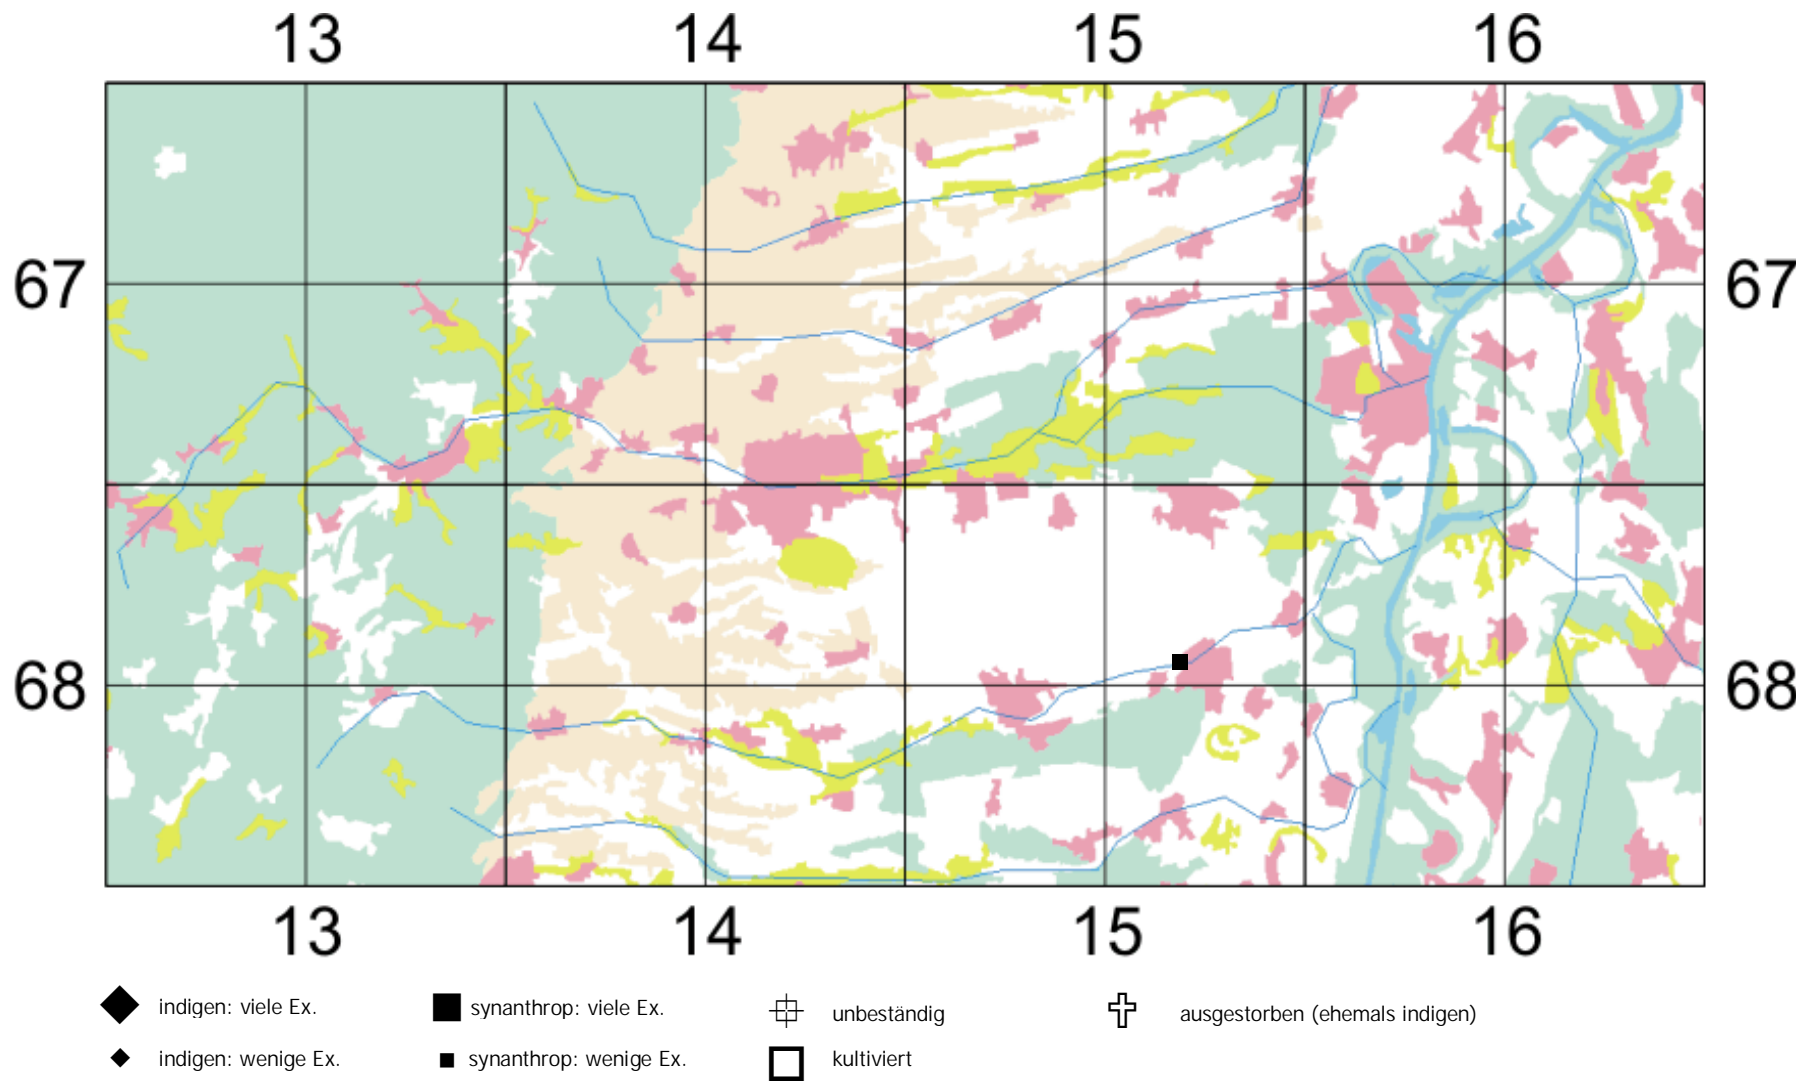 13 14 15 16
67 67
68 68
13 14 15 16
indigen: viele Ex. synanthrop: viele Ex. unbeständig ausgestorben (ehemals indigen)
indigen: wenige Ex. synanthrop: wenige Ex. kultiviert